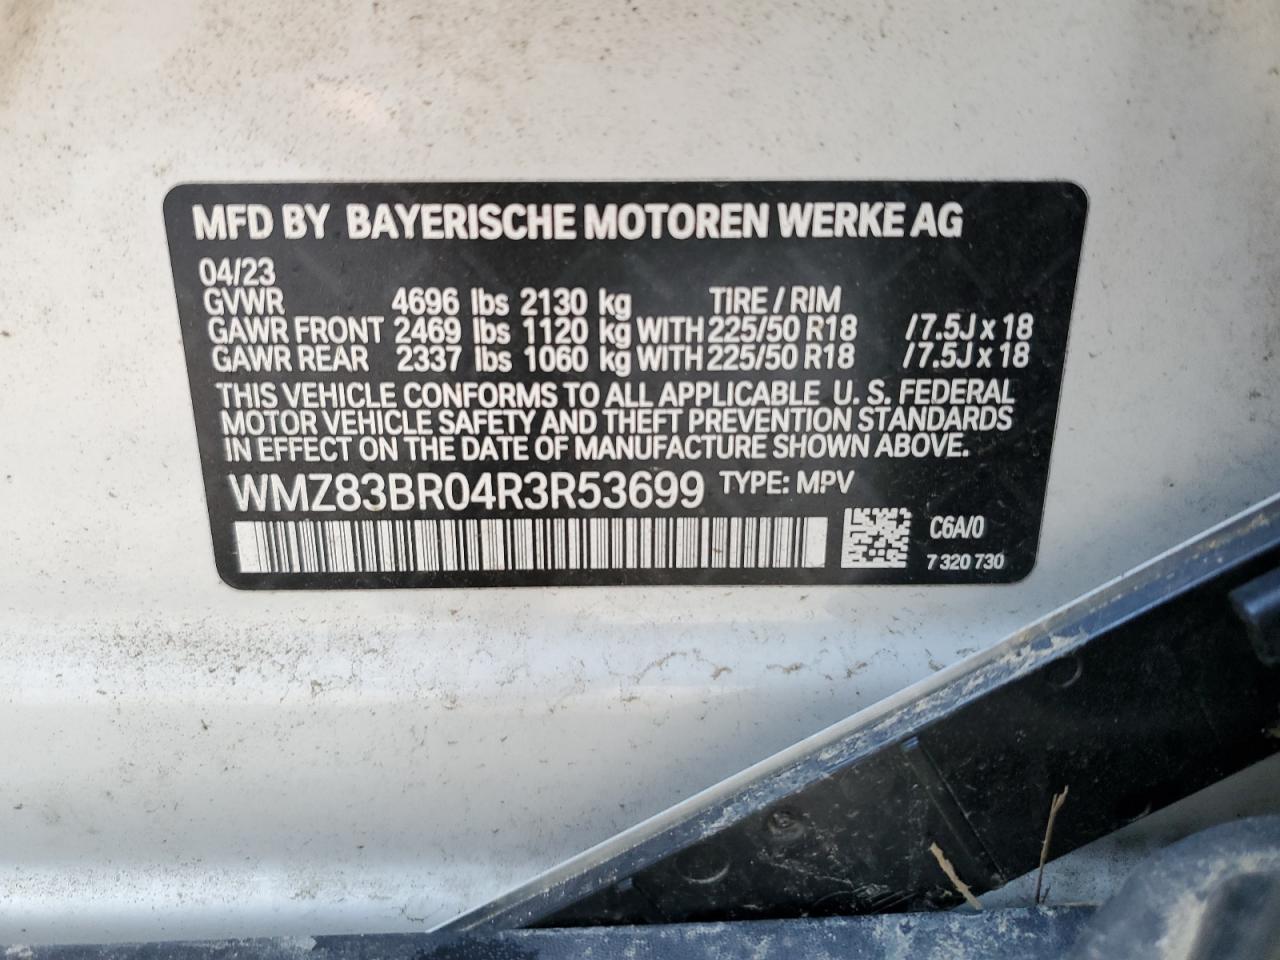 MFD BY BAYERISCHE MOTOREN WERKE AG
04/23
GVWR 4696 lbs 2130 kg TIRE / RIM
GAWR FRONT 2469 lbs 1120 kg WITH 225/50 R18 /7.5J x 18
GAWR REAR 2337 lbs 1060 kg WITH 225/50 R18 /7.5J x 18
THIS VEHICLE CONFORMS TO ALL APPLICABLE U. S. FEDERAL
MOTOR VEHICLE SAFETY AND THEFT PREVENTION STANDARDS
IN EFFECT ON THE DATE OF MANUFACTURE SHOWN ABOVE.
WMZ83BR04R3R53699 TYPE: MPV
C6A/0
7 320 730